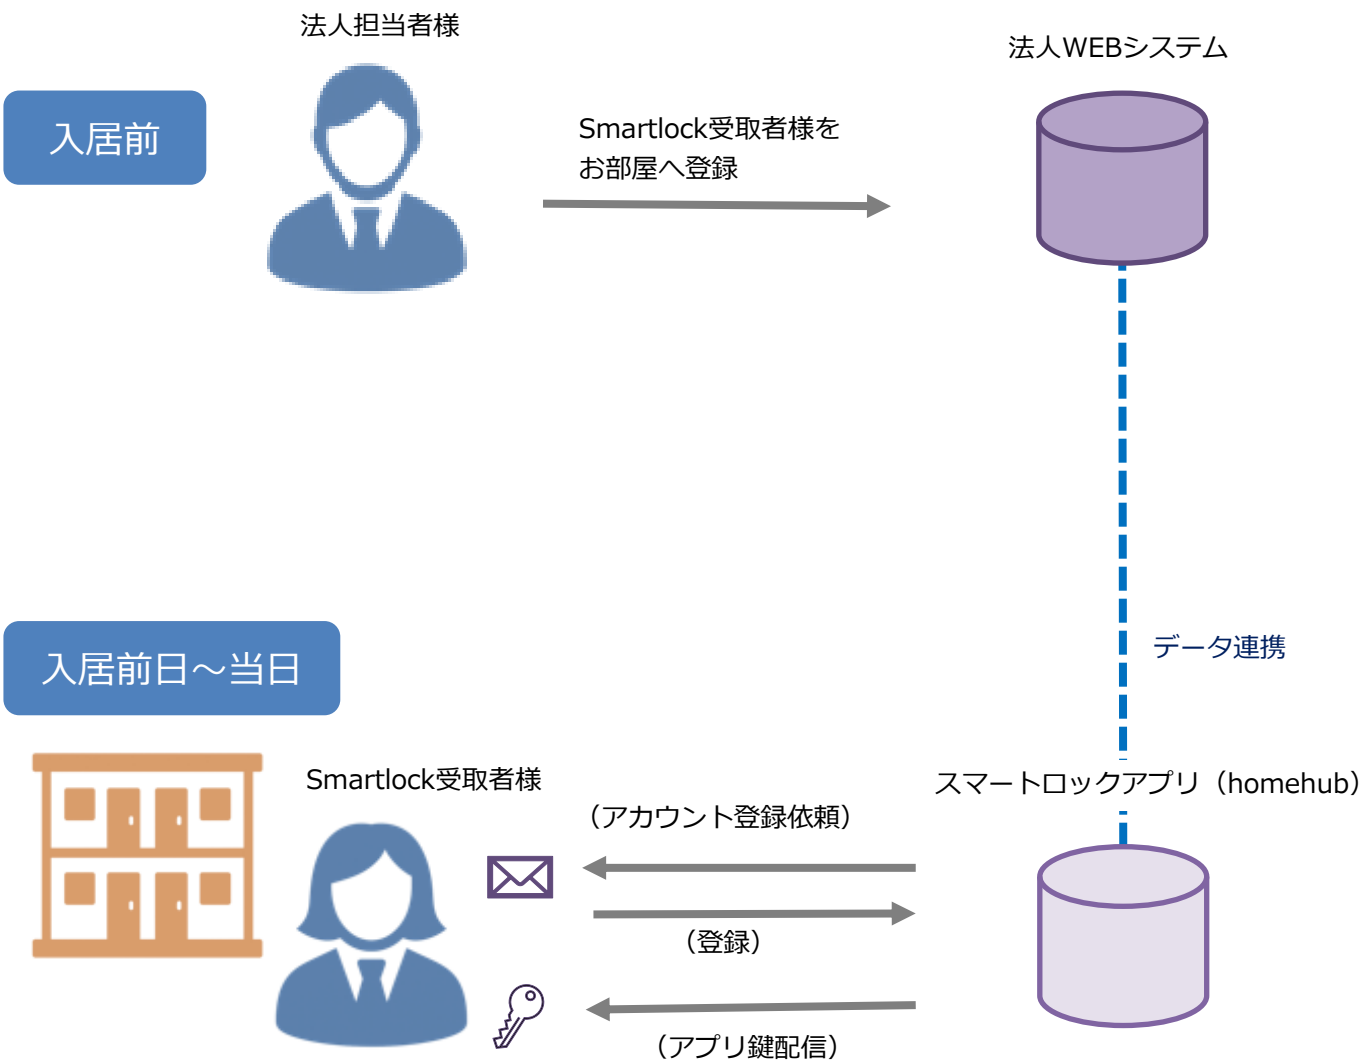 法人担当者様
法人WEBシステム
入居前
Smartlock受取者様を
お部屋へ登録
データ連携
入居前日～当日
Smartlock受取者様
スマートロックアプリ（homehub）
（アカウント登録依頼）
（登録）
（アプリ鍵配信）